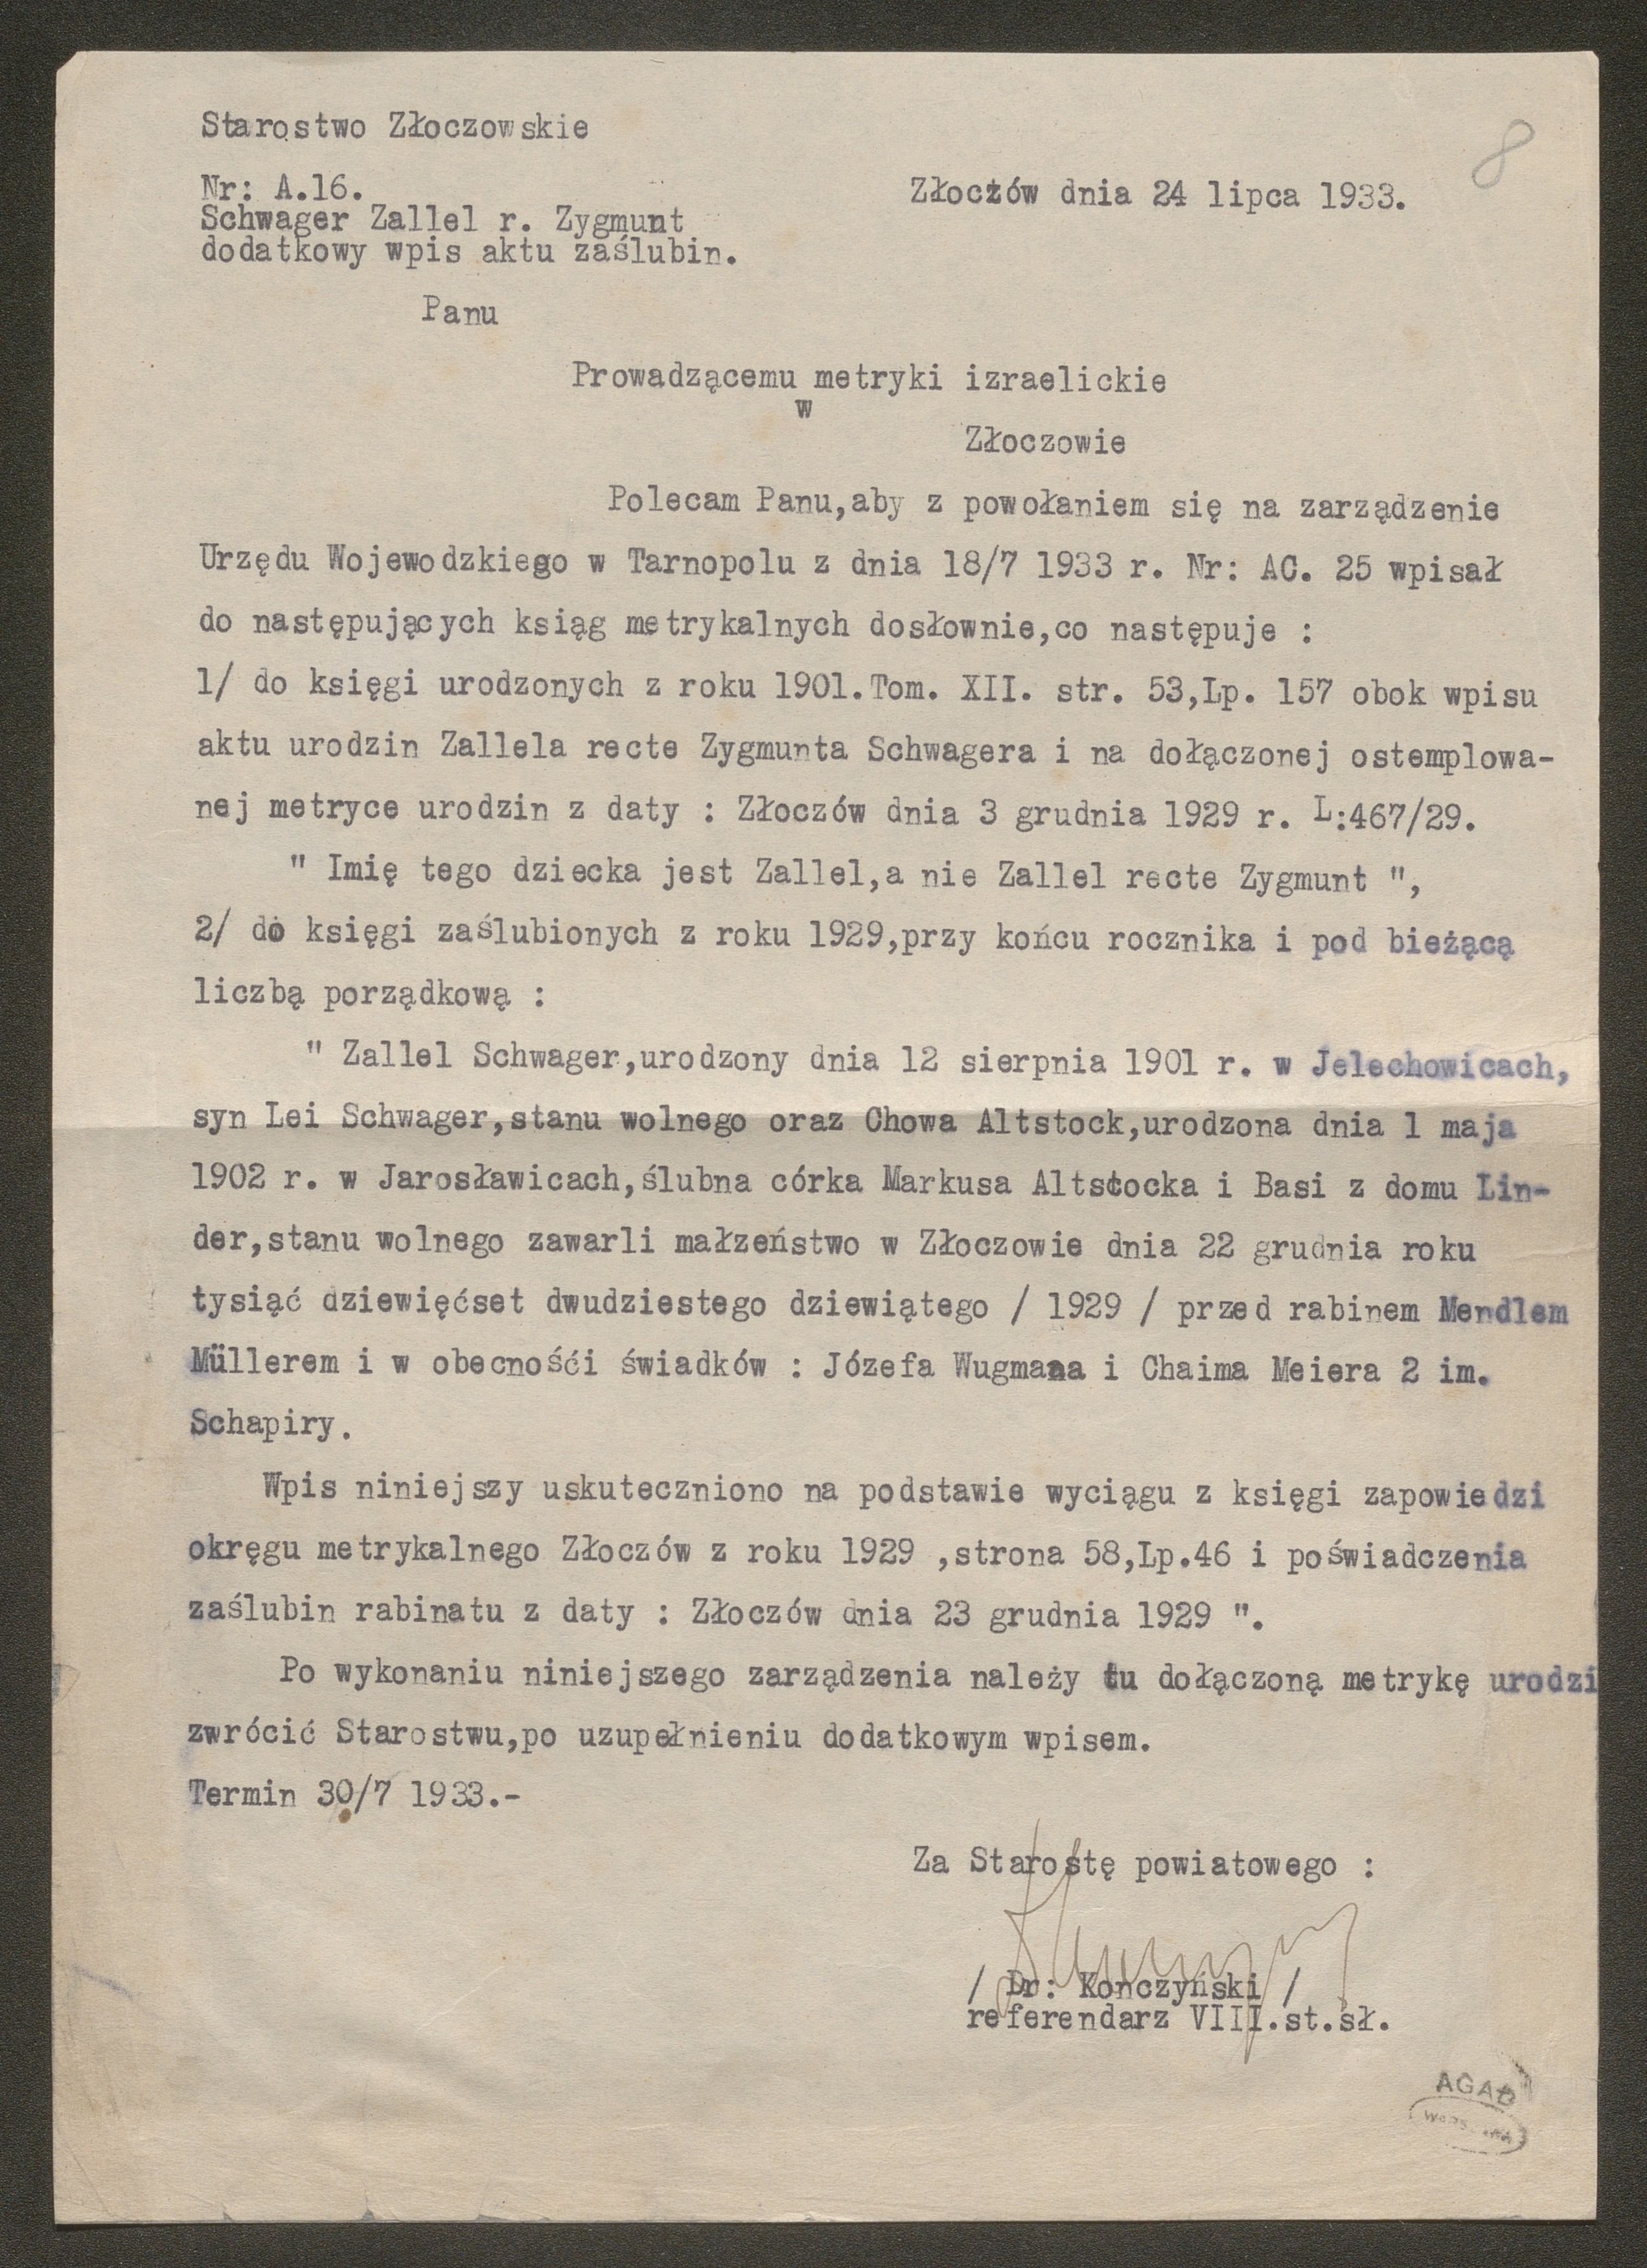 8
Starostwo Złoczowskie
Nr: A.16.
Złoczów dnia 24 lipca 1933.
Schwager Zallel r. Zygmunt
dodatkowy wpis aktu zaślubin.
Panu
Prowadzącemu metryki izraelickie
w
Złoczowie
Polecam Panu,aby z powołaniem się na zarządzenie
Urzędu Wojewodzkiego w Tarnopolu z dnia 18/7 1933 r. Nr: AC. 25 wpisał
do następujących ksiąg metrykalnych dosłownie,co następuje :
1/ do księgi urodzonych z roku 1901.Tom. XII. str. 53,Lp. 157 obok wpisu
aktu urodzin Zallela recte Zygmunta Schwagera i na dołączonej ostemplowa-
nej metryce urodzin z daty : Złoczów dnia 3 grudnia 1929 r. L:467/29.
" Imię tego dziecka jest Zallel,a nie Zallel recte Zygmunt ",
2/ do księgi zaślubionych z roku 1929,przy końcu rocznika i pod bieżącą
liczbą porządkową :
" Zallel Schwager,urodzony dnia 12 sierpnia 1901 r. w Jelechowicach,
syn Lei Schwager,stanu wolnego oraz Chowa Altstock,urodzona dnia 1 maja
1902 r. w Jarosławicach,ślubna córka Markusa Altstocka i Basi z domu Lin-
der,stanu wolnego zawarli małzeństwo w Złoczowie dnia 22 grudnia roku
tysiąć dziewięćset dwudziestego dziewiątego / 1929 / przed rabinem Mendlem
Müllerem i w obecnośći świadków : Józefa Wugmana i Chaima Meiera 2 im.
Schapiry.
Wpis niniejszy uskuteczniono na podstawie wyciągu z księgi zapowiedzi
okręgu metrykalnego Złoczów z roku 1929 ,strona 58,Lp.46 i poświadczenia
zaślubin rabinatu z daty : Złoczów dnia 23 grudnia 1929 ".
Po wykonaniu niniejszego zarządzenia należy tu dołączoną metrykę urodzi
zwrócić Starostwu,po uzupełnieniu dodatkowym wpisem.
Termin 30/7 1933.-
Za Starostę powiatowego :
/ Dr: Konczyński /
referendarz VIII.st.sł.
AGAD